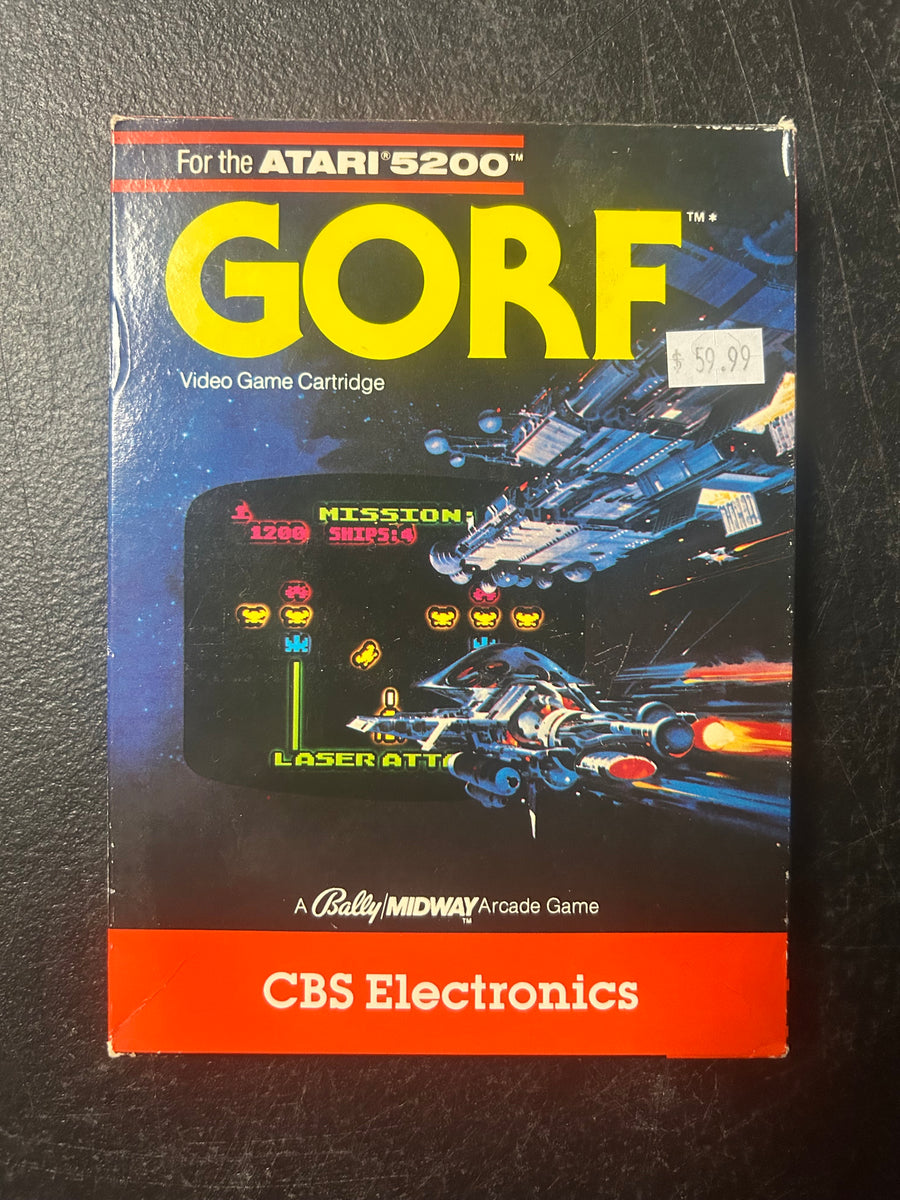 For the ATARI® 5200™
GORF™*
$ 59.99
Video Game Cartridge
MISSION:
1200 SHIPS:4
LASER ATT
A Bally/MIDWAY™ Arcade Game
CBS Electronics